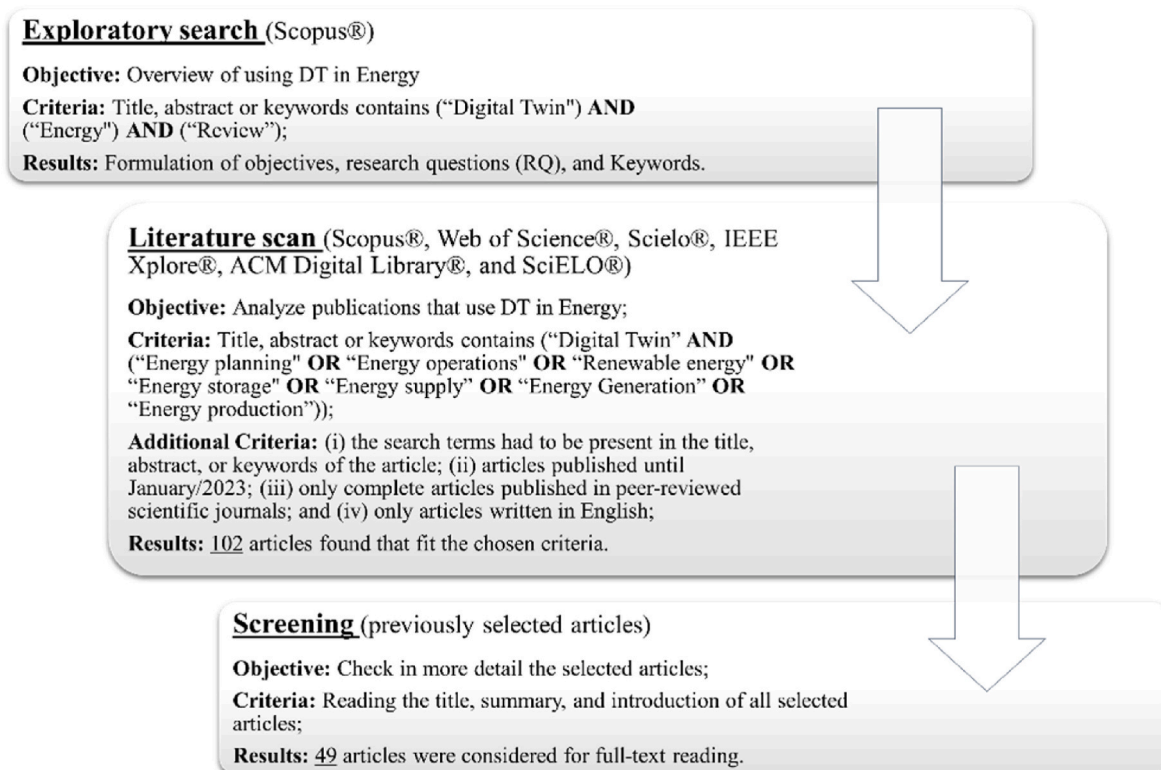 Exploratory search (Scopus®)
Objective: Overview of using DT in Energy
Criteria: Title, abstract or keywords contains (“Digital Twin") AND
(“Energy") AND (“Review”);
Results: Formulation of objectives, research questions (RQ), and Keywords.
Literature scan (Scopus®, Web of Science®, Scielo®, IEEE
Xplore®, ACM Digital Library®, and SciELO®)
Objective: Analyze publications that use DT in Energy;
Criteria: Title, abstract or keywords contains (“Digital Twin” AND
(“Energy planning" OR “Energy operations" OR “Renewable energy" OR
“Energy storage" OR “Energy supply” OR “Energy Generation” OR
“Energy production”));
Additional Criteria: (i) the search terms had to be present in the title,
abstract, or keywords of the article; (ii) articles published until
January/2023; (iii) only complete articles published in peer-reviewed
scientific journals; and (iv) only articles written in English;
Results: 102 articles found that fit the chosen criteria.
Screening (previously selected articles)
Objective: Check in more detail the selected articles;
Criteria: Reading the title, summary, and introduction of all selected
articles;
Results: 49 articles were considered for full-text reading.